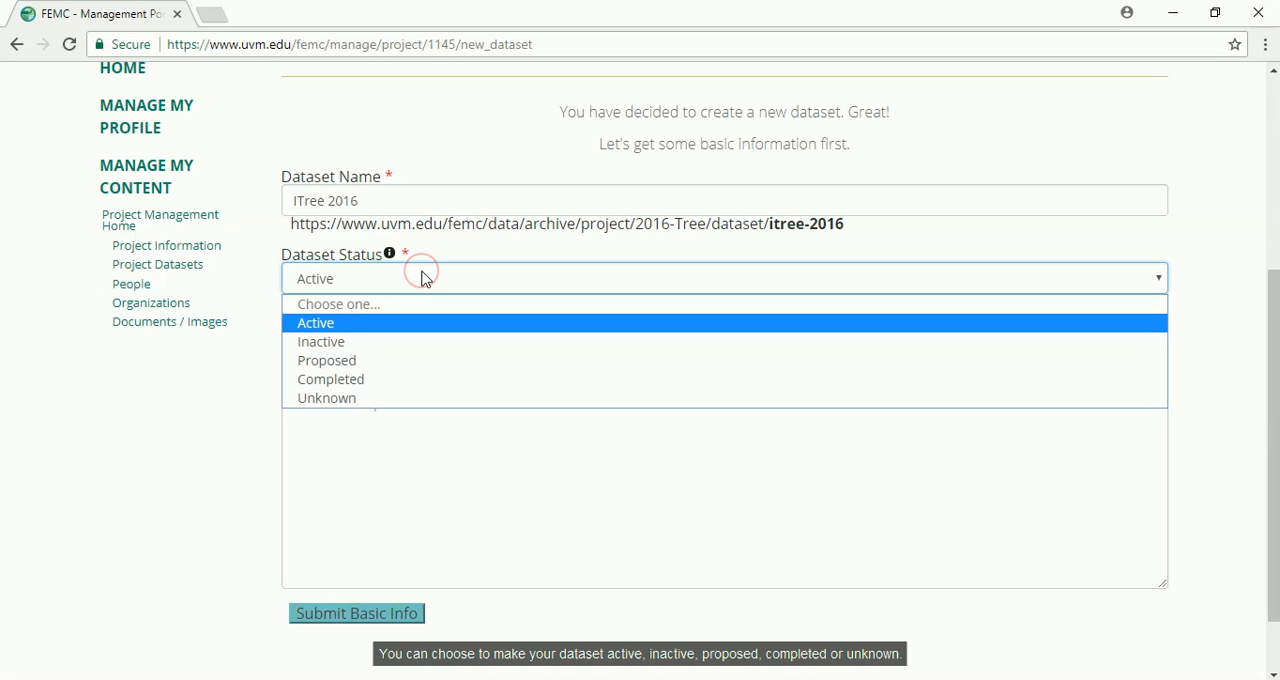 FEMC - Management Po
Secure https://www.uvm.edu/femc/manage/project/1145/new_dataset
HOME
MANAGE MY
PROFILE
MANAGE MY
CONTENT
Project Management
Home
Project Information
Project Datasets
People
Organizations
Documents / Images
You have decided to create a new dataset. Great!
Let's get some basic information first.
Dataset Name *
ITree 2016
https://www.uvm.edu/femc/data/archive/project/2016-Tree/dataset/itree-2016
Dataset Status *
Active
Choose one...
Active
Inactive
Proposed
Completed
Unknown
Submit Basic Info
You can choose to make your dataset active, inactive, proposed, completed or unknown.